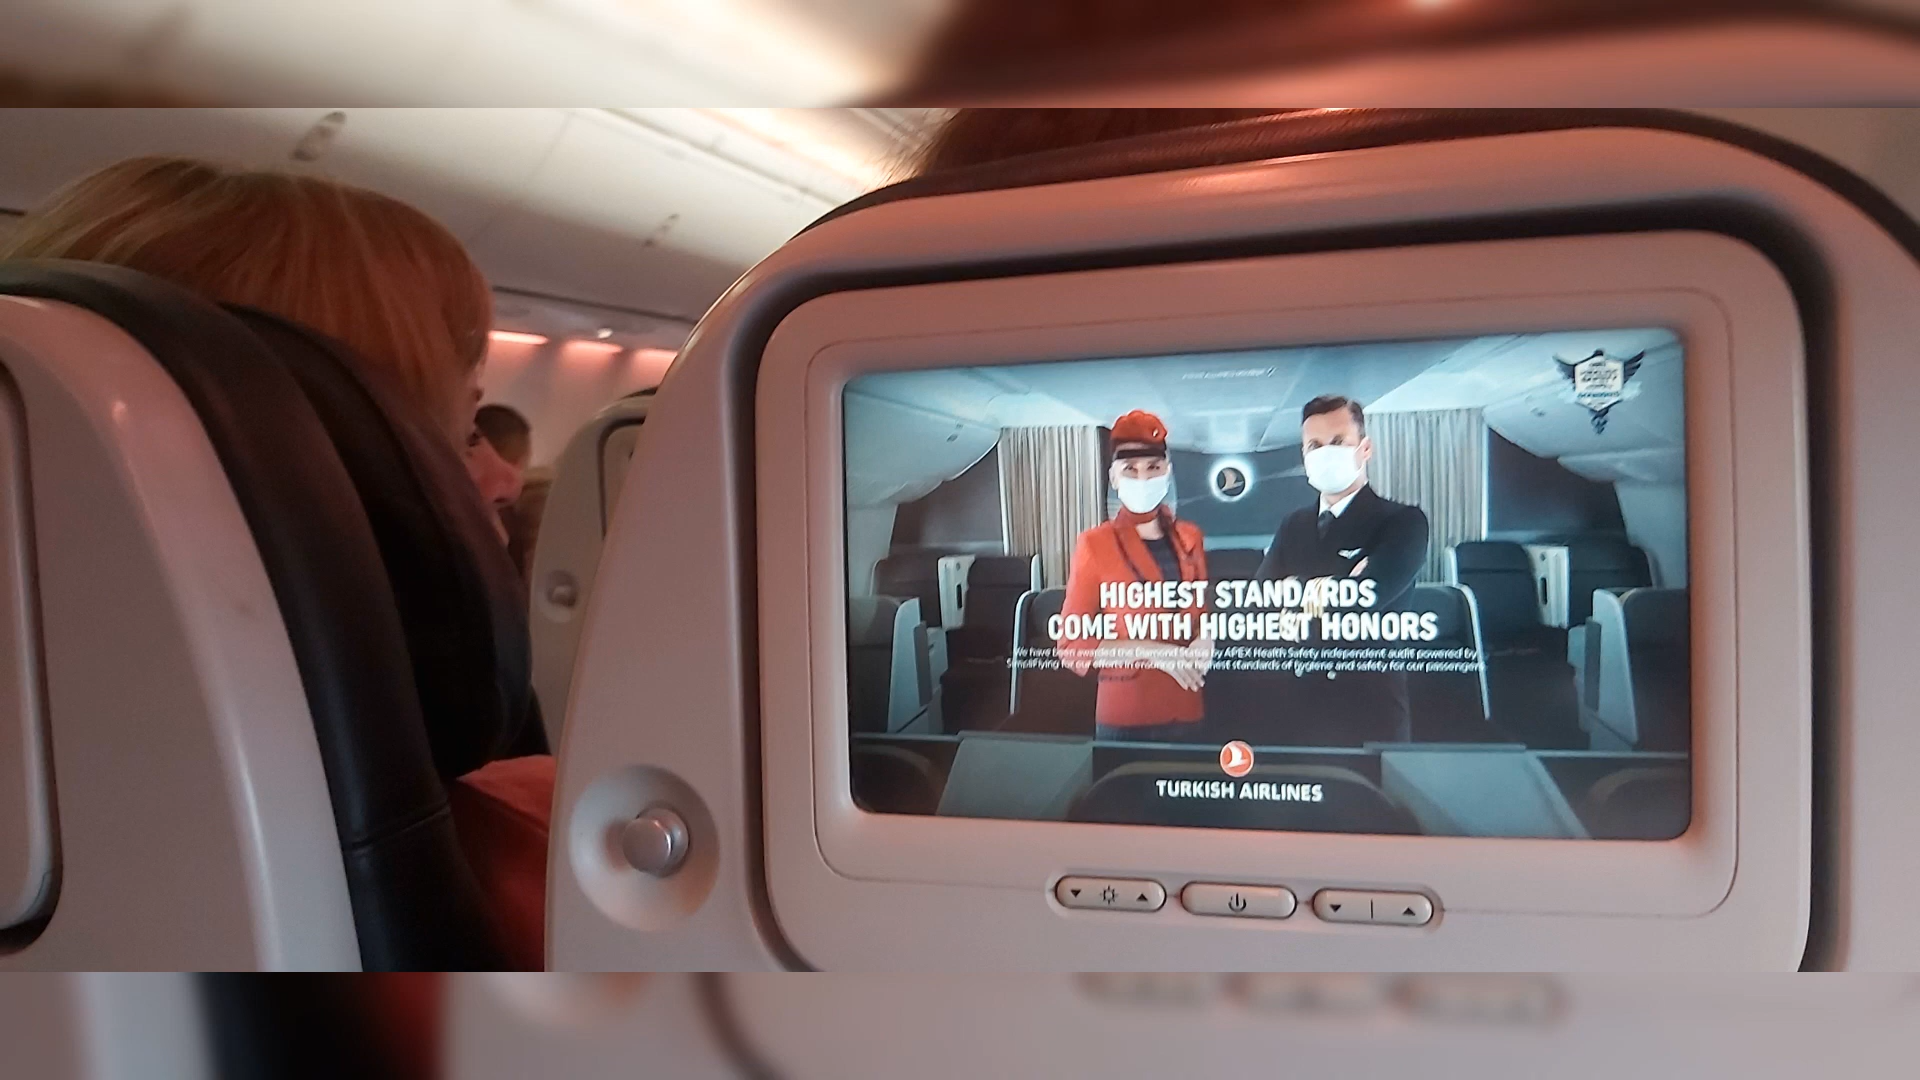 HIGHEST STANDARDS
COME WITH HIGHEST HONORS
We have been awarded the Diamond Status by APEX Health Safety independent audit powered by
SimpliFlying for our efforts in ensuring the highest standards of hygiene and safety for our passengers
TURKISH AIRLINES